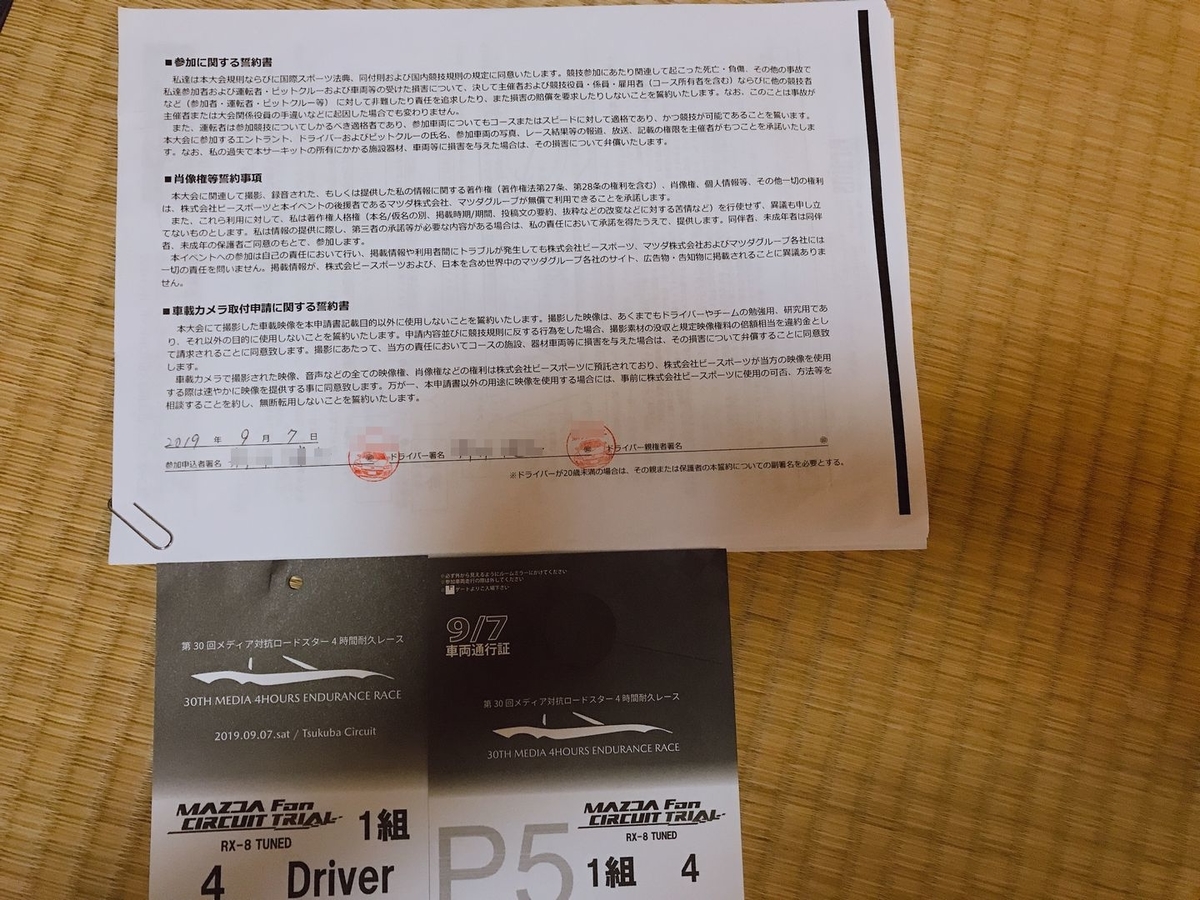 ■参加に関する誓約書
私達は本大会規則ならびに国際スポーツ法典、同付則および国内競技規則の規定に同意いたします。競技参加にあたり関連して起こった死亡・負傷、その他の事故で
私達参加者および運転者・ピットクルーおよび車両等の受けた損害について、決して主催者および競技役員・係員・雇用者（コース所有者を含む）ならびに他の競技者
など（参加者・運転者・ピットクルー等）に対して非難したり責任を追求したり、また損害の賠償を要求したりしないことを誓約いたします。なお、このことは事故が
主催者または大会関係役員の手違いなどに起因した場合でも変わりません。
また、運転者は参加競技についてしかるべき適格者であり、参加車両についてもコースまたはスピードに対して適格であり、かつ競技が可能であることを誓います。
本大会に参加するエントラント、ドライバーおよびピットクルーの氏名、参加車両の写真、レース結果等の報道、放送、記載の権限を主催者がもつことを承諾いたしま
す。なお、私の過失で本サーキットの所有にかかる施設器材、車両等に損害を与えた場合は、その損害について弁償いたします。
■肖像権等誓約事項
本大会に関連して撮影、録音された、もしくは提供した私の情報に関する著作権（著作権法第27条、第28条の権利を含む）、肖像権、個人情報等、その他一切の権利
は、株式会社ビースポーツと本イベントの後援者であるマツダ株式会社、マツダグループが無償で利用できることを承諾します。
また、これら利用に対して、私は著作権人格権（本名/仮名の別、掲載時期/期間、投稿文の要約、抜粋などの改変などに対する苦情など）を行使せず、異議も申し立
てないものとします。私は情報の提供に際し、第三者の承諾等が必要な内容がある場合は、私の責任において承諾を得たうえで、提供します。同伴者、未成年者は同伴
者、未成年の保護者ご同意のもとで、参加します。
本イベントへの参加は自己の責任において行い、掲載情報や利用者間にトラブルが発生しても株式会社ビースポーツ、マツダ株式会社およびマツダグループ各社には
一切の責任を問いません。掲載情報が、株式会社ビースポーツおよび、日本を含め世界中のマツダグループ各社のサイト、広告物・告知物に掲載されることに異議ありま
せん。
■車載カメラ取付申請に関する誓約書
本大会にて撮影した車載映像を本申請書記載目的以外に使用しないことを誓約いたします。撮影した映像は、あくまでもドライバーやチームの勉強用、研究用であ
り、それ以外の目的に使用しないことを誓約いたします。申請内容並びに競技規則に反する行為をした場合、撮影素材の没収と規定映像権料の倍額相当を違約金とし
て請求されることに同意致します。撮影にあたって、当方の責任においてコースの施設、器材車両等に損害を与えた場合は、その損害について弁償することに同意致
します。
車載カメラで撮影された映像、音声などの全ての映像権、肖像権などの権利は株式会社ビースポーツに預託されており、株式会社ビースポーツが当方の映像を使用
する際は速やかに映像を提供する事に同意致します。万が一、本申請書以外の用途に映像を使用する場合には、事前に株式会社ビースポーツに使用の可否、方法等を
相談することを約し、無断転用しないことを誓約いたします。
2019 年 9 月 7 日
参加申込者署名 ㊞ ドライバー署名 ㊞ ドライバー親権者署名 ㊞
※ドライバーが20歳未満の場合は、その親または保護者の本誓約についての副署名を必要とする。
第30回メディア対抗ロードスター4時間耐久レース
30TH MEDIA 4HOURS ENDURANCE RACE
2019.09.07.sat / Tsukuba Circuit
MAZDA Fan
CIRCUIT TRIAL
1組
RX-8 TUNED
4 Driver
※必ず外から見えるようにルームミラーにかけてください
※参加車両走行の際は外してください
ゲートよりご入場下さい
9/7
車両通行証
第30回メディア対抗ロードスター4時間耐久レース
30TH MEDIA 4HOURS ENDURANCE RACE
MAZDA Fan
CIRCUIT TRIAL
RX-8 TUNED
P5 1組 4